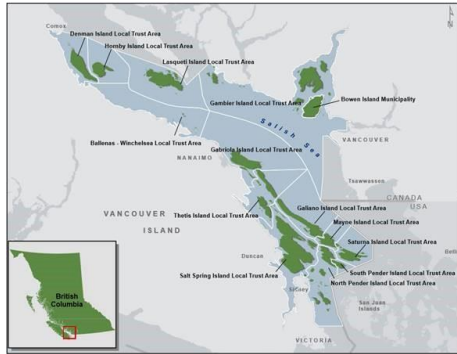 Comox
Denman Island Local Trust Area
Hornby Island Local Trust Area
Lasqueti Island Local Trust Area
Gambier Island Local Trust Area
Bowen Island Municipality
Salish Sea
Ballenas - Winchelsea Local Trust Area
VANCOUVER
Gabriola Island Local Trust Area
NANAIMO
Tsawwassen
CANADA
USA
Galiano Island Local Trust Area
VANCOUVER
ISLAND
Thetis Island Local Trust Area
Mayne Island Local Trust Area
Saturna Island Local Trust Area
Duncan
South Pender Island Local Trust Area
Salt Spring Island Local Trust Area
North Pender Island Local Trust Area
Sidney
San Juan
Islands
British
Columbia
VICTORIA